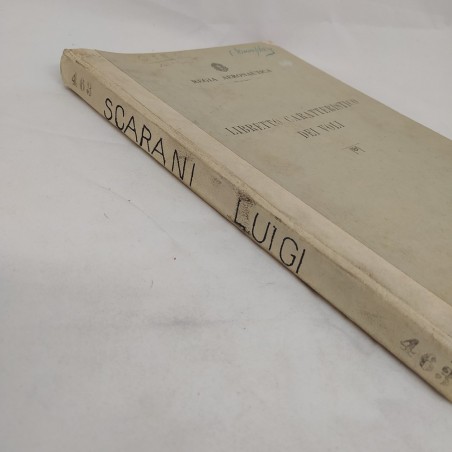 REGIA AERONAUTICA
LIBRETTO CARATTERISTICO
DEI VOLI
SCARANI LUIGI